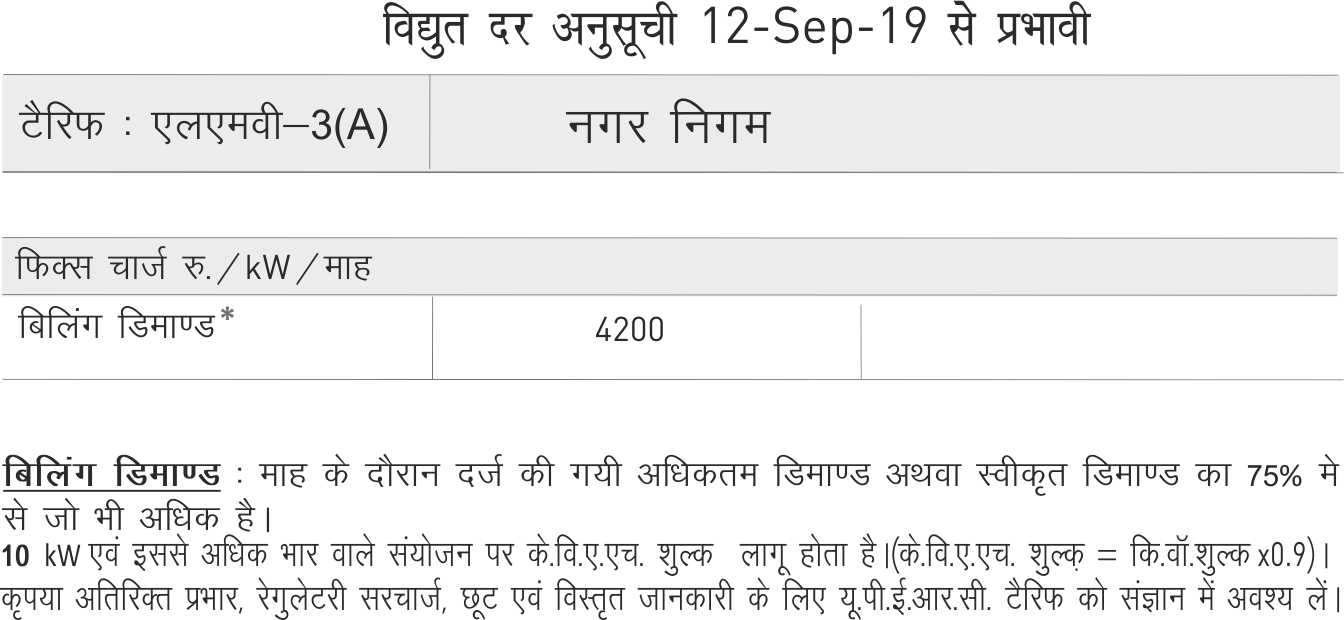 विद्युत दर अनुसूची 12-Sep-19 से प्रभावी
टैरिफ : एलएमवी–3(A) नगर निगम
फिक्स चार्ज रु./kW/माह
बिलिंग डिमाण्ड* 4200
बिलिंग डिमाण्ड : माह के दौरान दर्ज की गयी अधिकतम डिमाण्ड अथवा स्वीकृत डिमाण्ड का 75% मे
से जो भी अधिक है।
10 kW एवं इससे अधिक भार वाले संयोजन पर के.वि.ए.एच. शुल्क लागू होता है।(के.वि.ए.एच. शुल्क़ = कि.वॉ.शुल्क x0.9)।
कृपया अतिरिक्त प्रभार, रेगुलेटरी सरचार्ज, छूट एवं विस्तृत जानकारी के लिए यू.पी.ई.आर.सी. टैरिफ को संज्ञान में अवश्य लें।